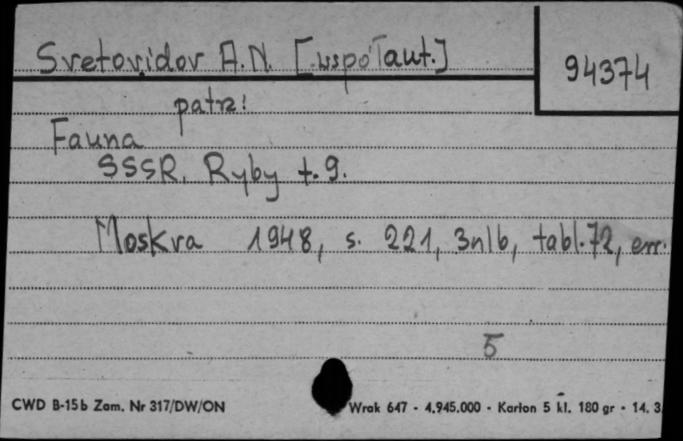 Svetovidov A.N. [współaut.]
94374
patrz:
Fauna
SSSR. Ryby t.9.
Moskva 1948, s. 221, 3nlb, tabl.72, err.
5
CWD B-15b Zam. Nr 317/DW/ON
Wrak 647 - 4.945.000 - Karton 5 kl. 180 gr - 14. 3